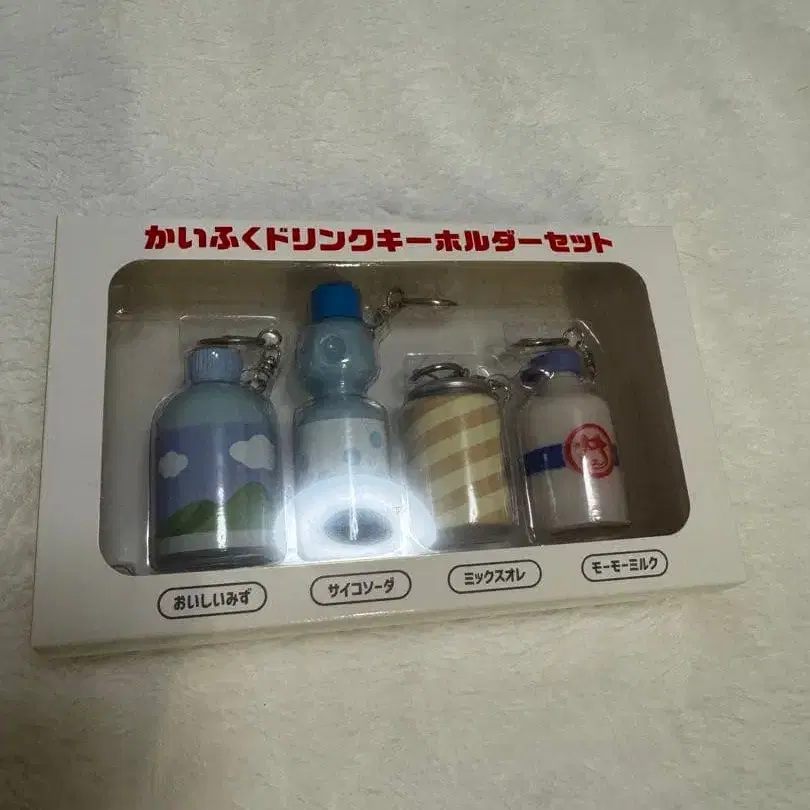 かいふくドリンクキーホルダーセット
おいしいみず
サイコソーダ
ミックスオレ
モーモーミルク